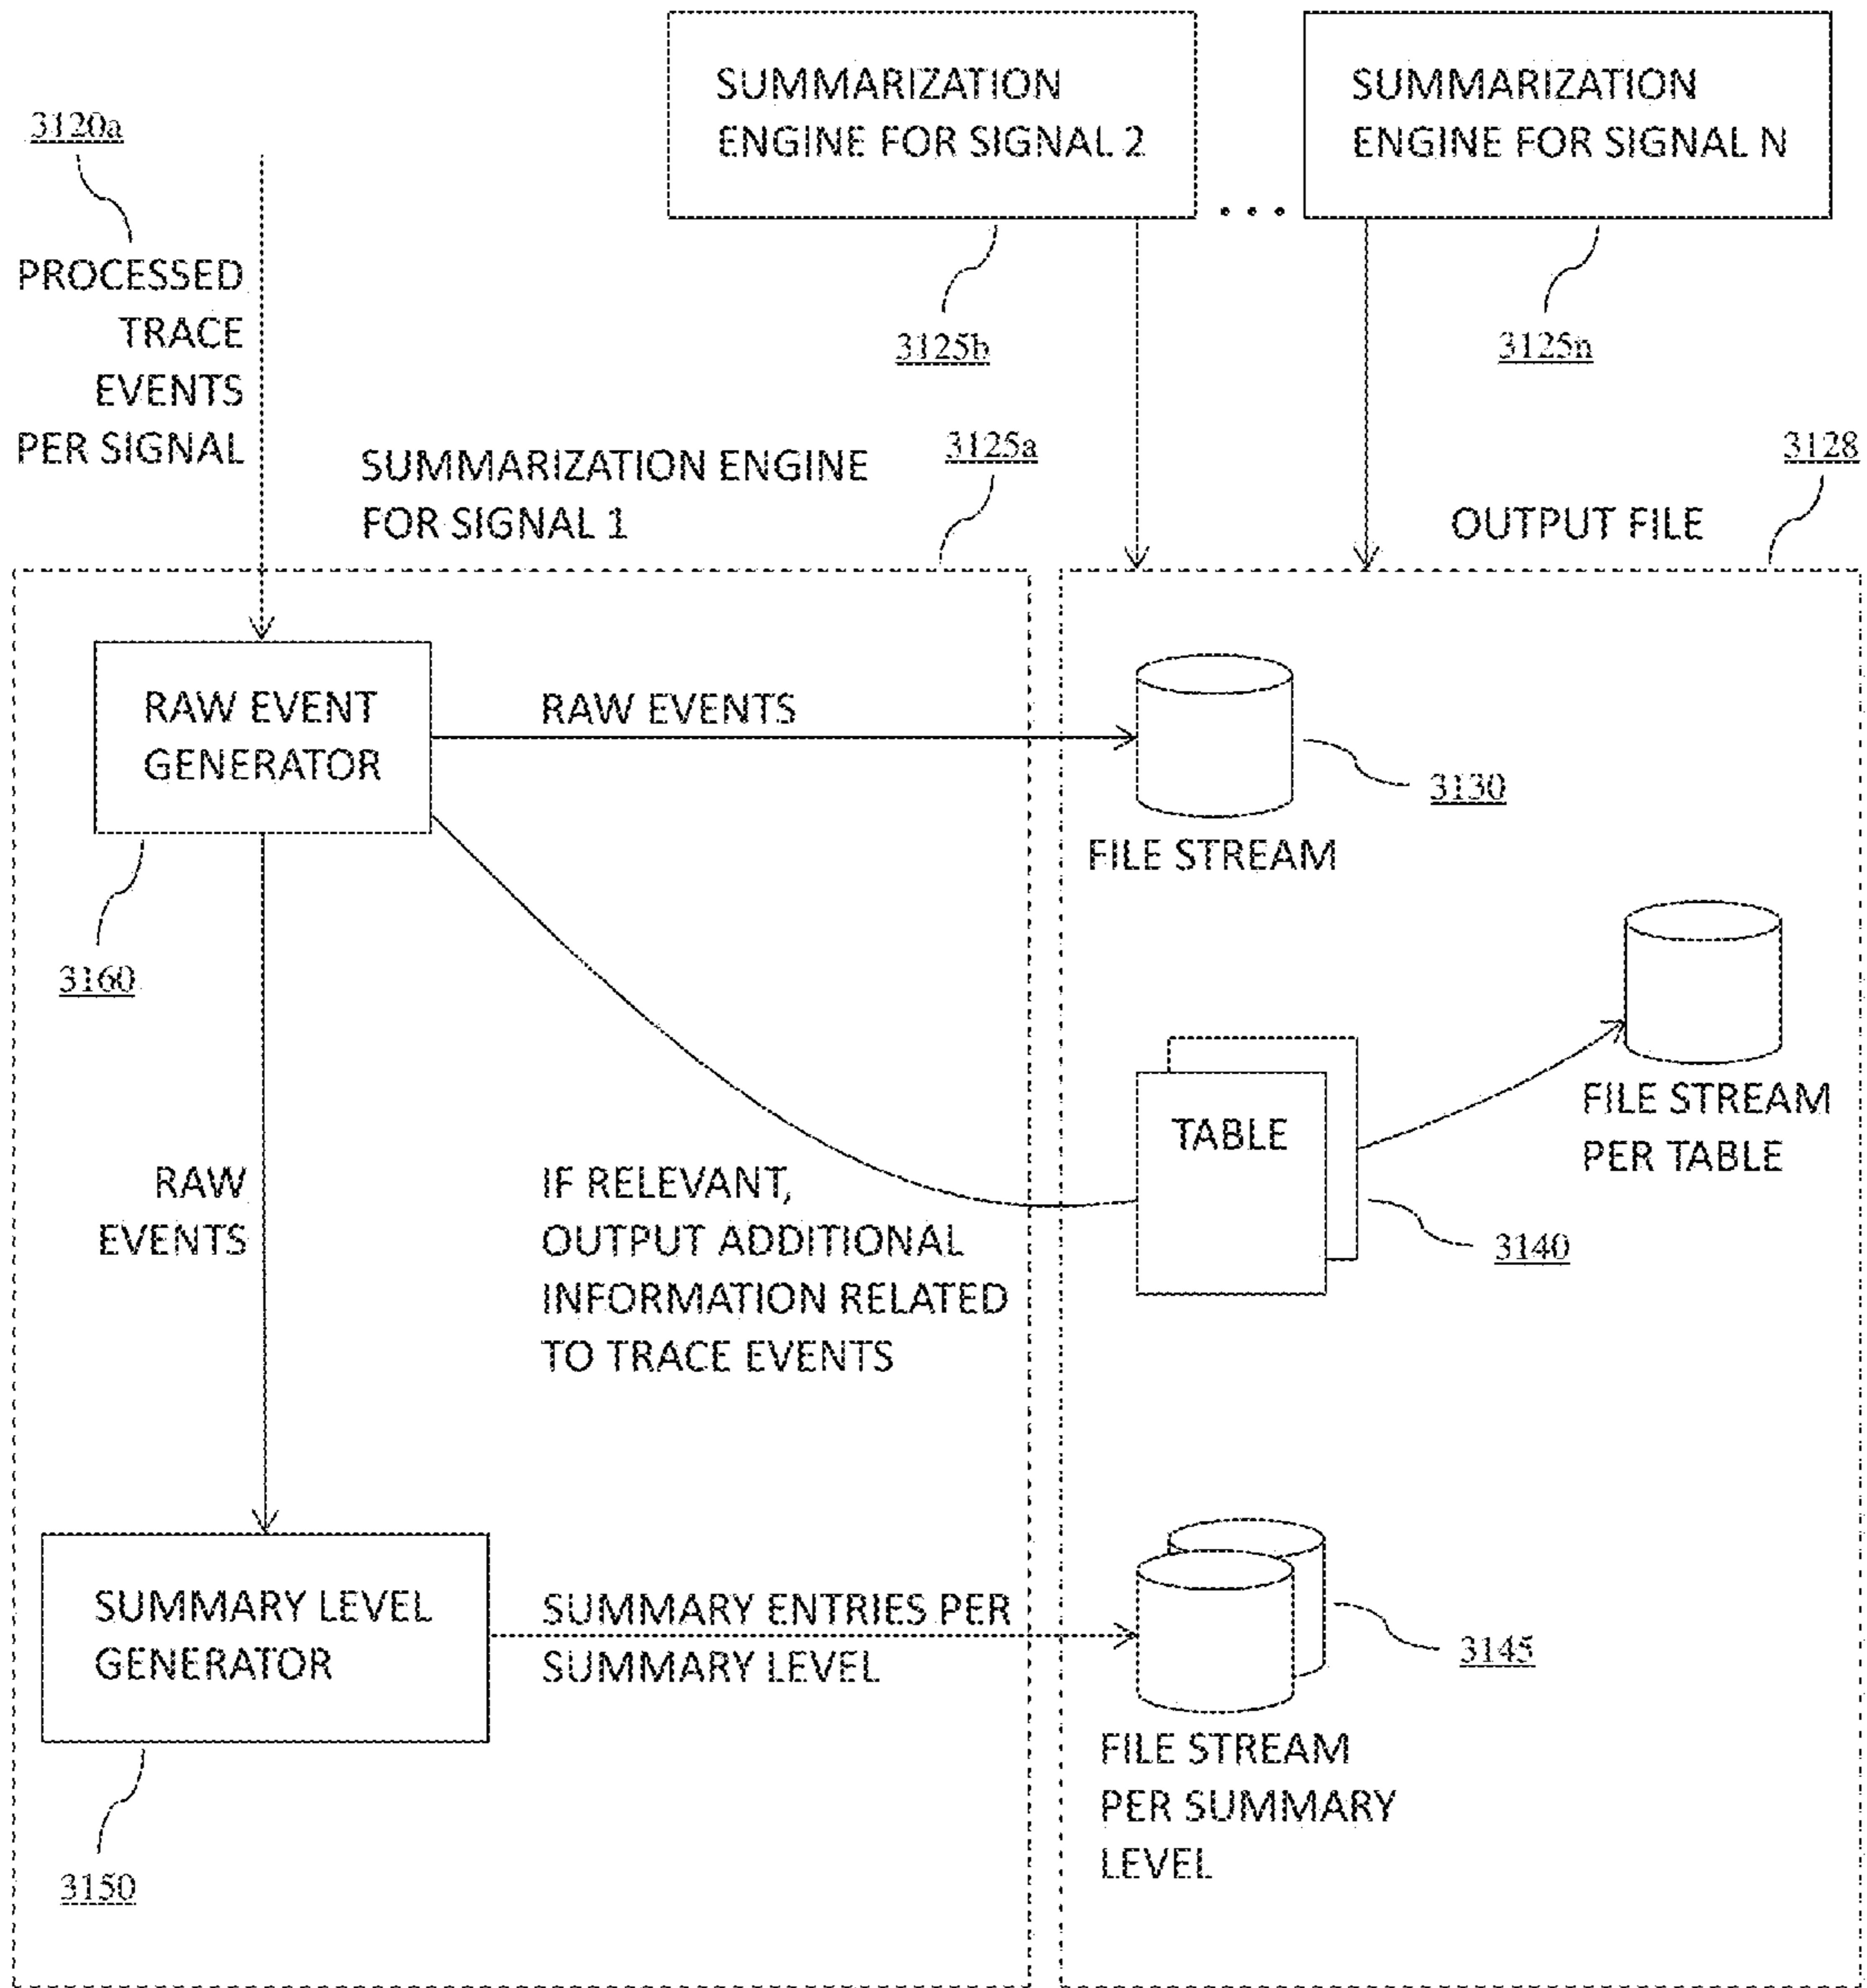 SUMMARIZATION
ENGINE FOR SIGNAL 2
SUMMARIZATION
ENGINE FOR SIGNAL N
3120a
. . .
PROCESSED
TRACE
EVENTS
PER SIGNAL
3125b
3125n
SUMMARIZATION ENGINE
FOR SIGNAL 1
3125a
OUTPUT FILE
3128
RAW EVENT
GENERATOR
RAW EVENTS
3130
FILE STREAM
3160
TABLE
FILE STREAM
PER TABLE
RAW
EVENTS
IF RELEVANT,
OUTPUT ADDITIONAL
INFORMATION RELATED
TO TRACE EVENTS
3140
SUMMARY LEVEL
GENERATOR
SUMMARY ENTRIES PER
SUMMARY LEVEL
3145
FILE STREAM
PER SUMMARY
LEVEL
3150